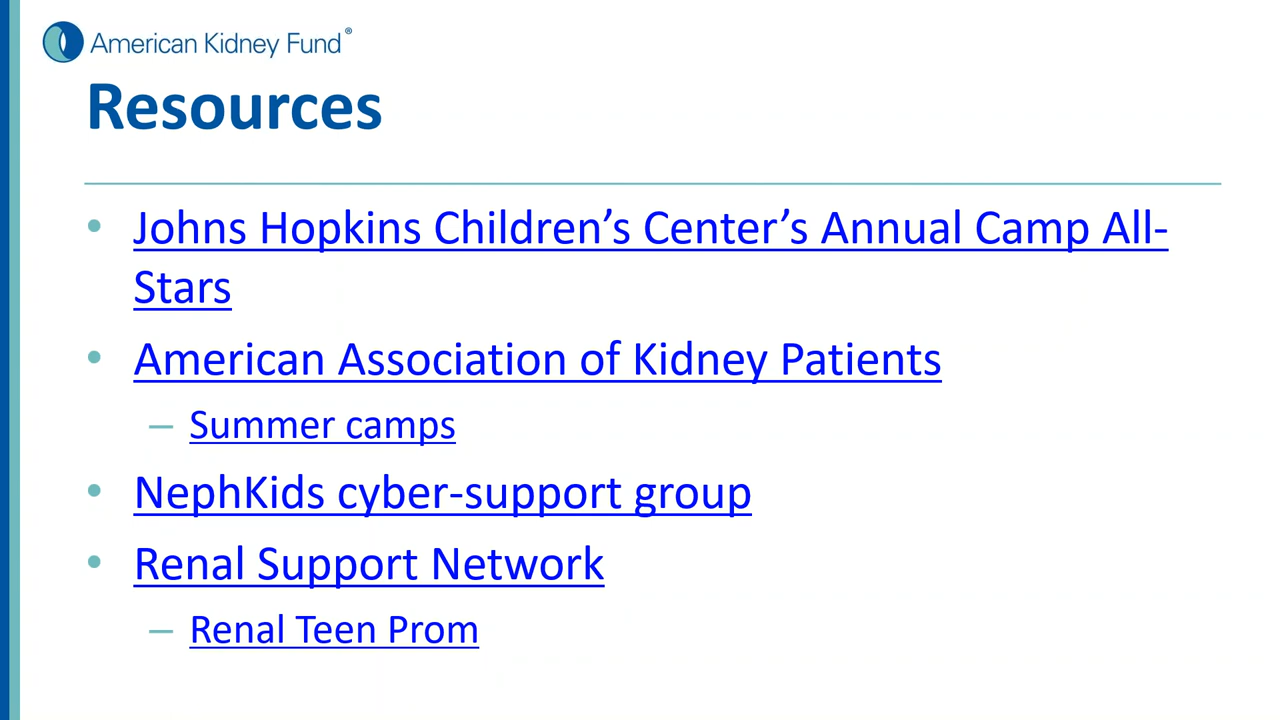 American Kidney Fund®
Resources
• Johns Hopkins Children’s Center’s Annual Camp All-
Stars
• American Association of Kidney Patients
– Summer camps
• NephKids cyber-support group
• Renal Support Network
– Renal Teen Prom